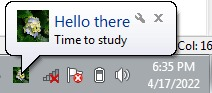 Hello there
Time to study
Col: 16
6:35 PM
4/17/2022